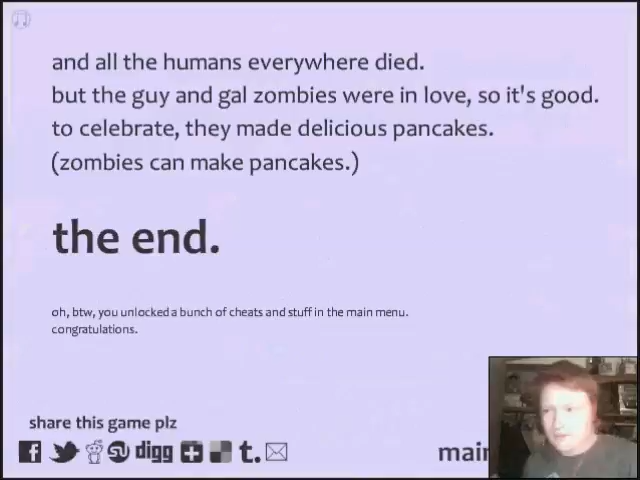 and all the humans everywhere died.
but the guy and gal zombies were in love, so it's good.
to celebrate, they made delicious pancakes.
(zombies can make pancakes.)
the end.
oh, btw, you unlocked a bunch of cheats and stuff in the main menu.
congratulations.
share this game plz
digg t.
main